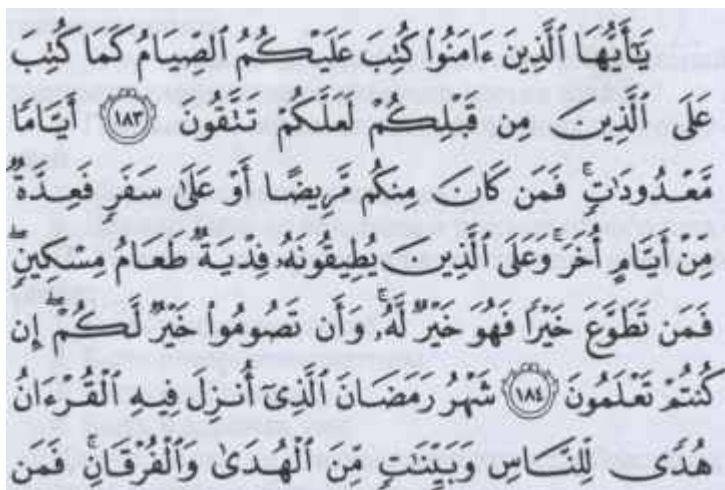 يَـٰٓأَيُّهَا ٱلَّذِينَ ءَامَنُوا۟ كُتِبَ عَلَيْكُمُ ٱلصِّيَامُ كَمَا كُتِبَ
عَلَى ٱلَّذِينَ مِن قَبْلِكُمْ لَعَلَّكُمْ تَتَّقُونَ ١٨٣ أَيَّامًا
مَّعْدُودَٰتٍ ۚ فَمَن كَانَ مِنكُم مَّرِيضًا أَوْ عَلَىٰ سَفَرٍ فَعِدَّةٌ
مِّنْ أَيَّامٍ أُخَرَ ۚ وَعَلَى ٱلَّذِينَ يُطِيقُونَهُۥ فِدْيَةٌ طَعَامُ مِسْكِينٍ ۖ
فَمَن تَطَوَّعَ خَيْرًا فَهُوَ خَيْرٌ لَّهُۥ ۚ وَأَن تَصُومُوا۟ خَيْرٌ لَّكُمْ ۖ إِن
كُنتُمْ تَعْلَمُونَ ١٨٤ شَهْرُ رَمَضَانَ ٱلَّذِىٓ أُنزِلَ فِيهِ ٱلْقُرْءَانُ
هُدًى لِّلنَّاسِ وَبَيِّنَـٰتٍ مِّنَ ٱلْهُدَىٰ وَٱلْفُرْقَانِ ۚ فَمَن